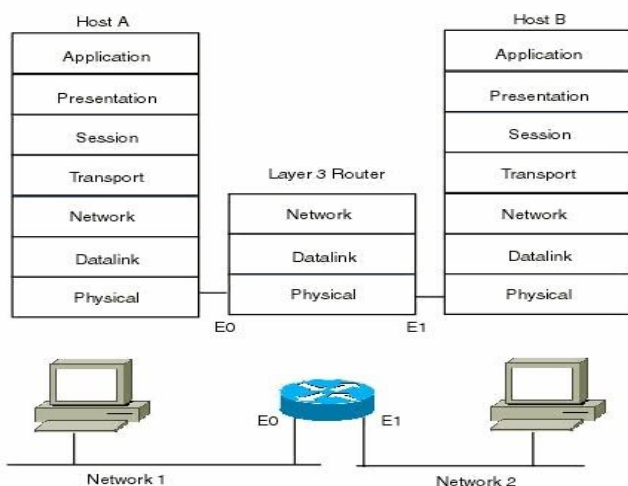 Host A
Application
Presentation
Session
Transport
Network
Datalink
Physical
Layer 3 Router
Network
Datalink
Physical
E0
E1
Host B
Application
Presentation
Session
Transport
Network
Datalink
Physical
E0
E1
Network 1
Network 2